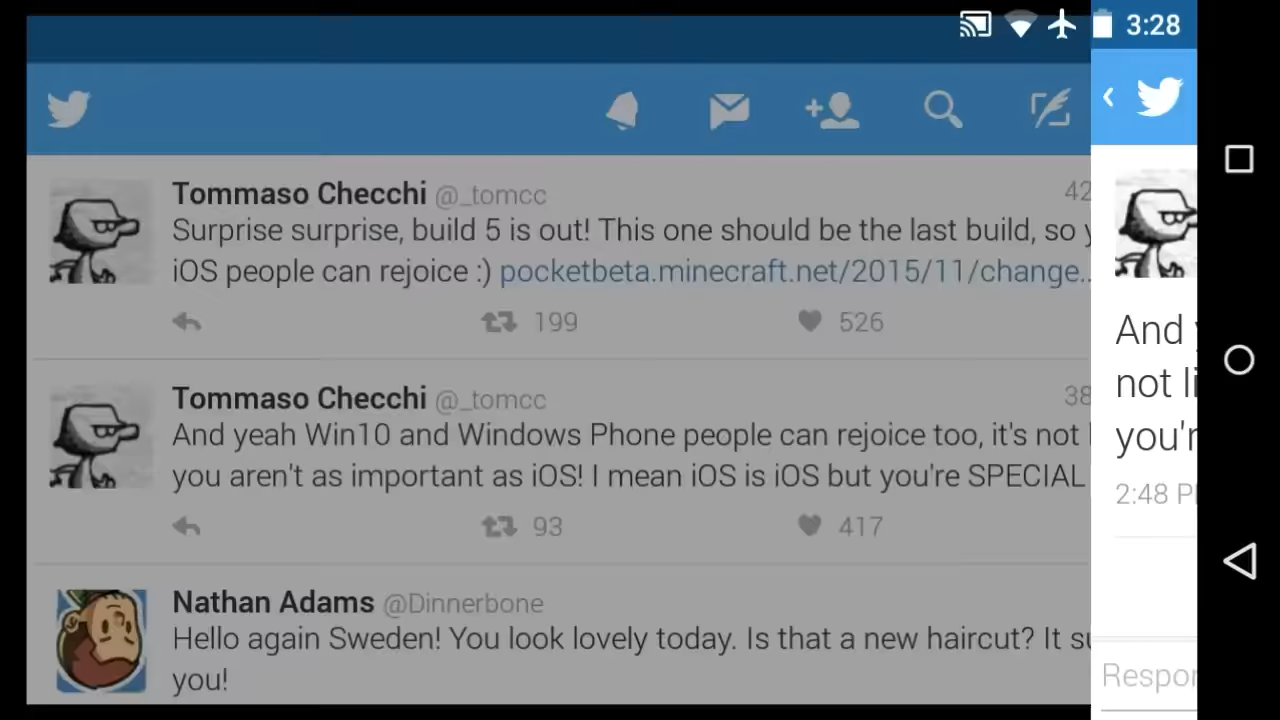 3:28
Tommaso Checchi @_tomcc 42
Surprise surprise, build 5 is out! This one should be the last build, so
iOS people can rejoice :) pocketbeta.minecraft.net/2015/11/change...
199 526
Tommaso Checchi @_tomcc 38
And yeah Win10 and Windows Phone people can rejoice too, it's not
you aren't as important as iOS! I mean iOS is iOS but you're SPECIAL
93 417
Nathan Adams @Dinnerbone
Hello again Sweden! You look lovely today. Is that a new haircut? It
you!
And
not
you'r
2:48